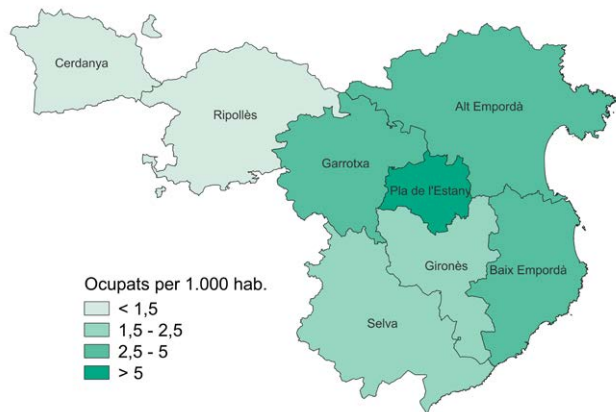 Cerdanya
Ripollès
Alt Empordà
Garrotxa
Pla de l'Estany
Gironès
Baix Empordà
Selva
Ocupats per 1.000 hab.
< 1,5
1,5 - 2,5
2,5 - 5
> 5